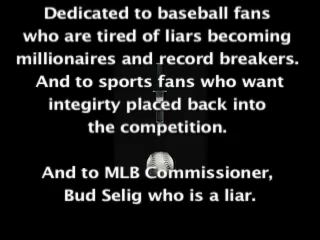 Dedicated to baseball fans
who are tired of liars becoming
millionaires and record breakers.
And to sports fans who want
integirty placed back into
the competition.
And to MLB Commissioner,
Bud Selig who is a liar.